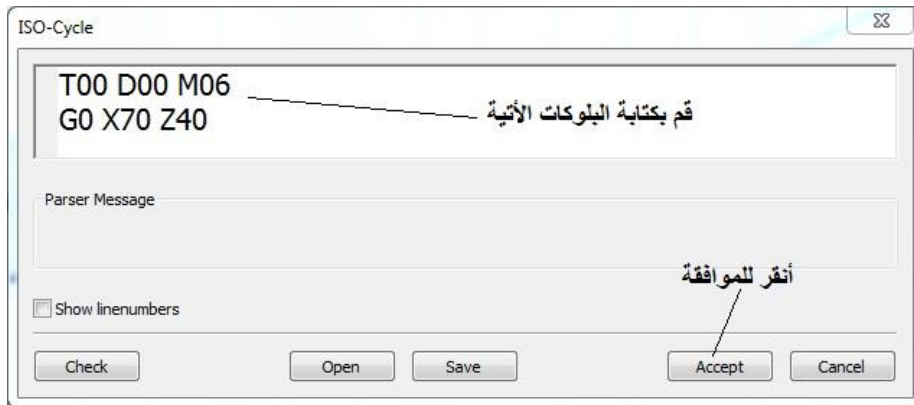 ISO-Cycle
T00 D00 M06
G0 X70 Z40
قم بكتابة البلوكات الأتية
Parser Message
أنقر للموافقة
Show linenumbers
Check
Open
Save
Accept
Cancel